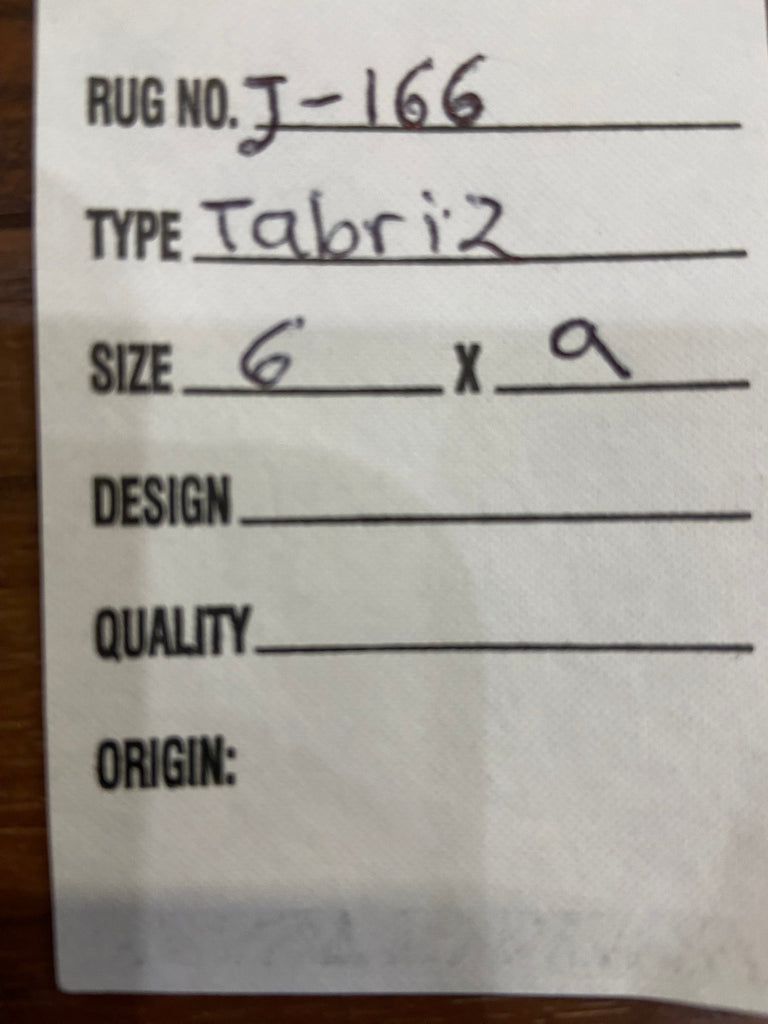 RUG NO. J-166
TYPE Tabriz
SIZE 6' X 9
DESIGN
QUALITY
ORIGIN: